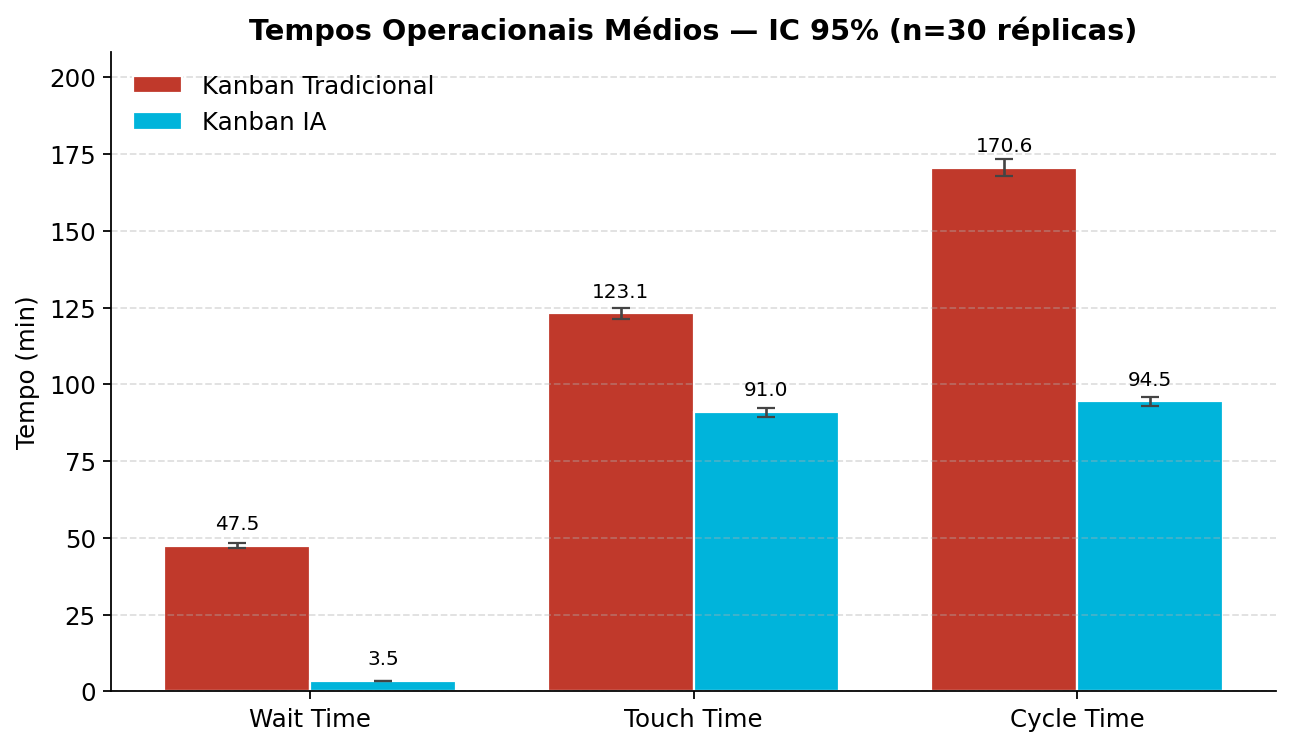 Tempos Operacionais Médios — IC 95% (n=30 réplicas)
Kanban Tradicional
Kanban IA
Tempo (min)
200
175
150
125
100
75
50
25
0
47.5
3.5
123.1
91.0
170.6
94.5
Wait Time
Touch Time
Cycle Time